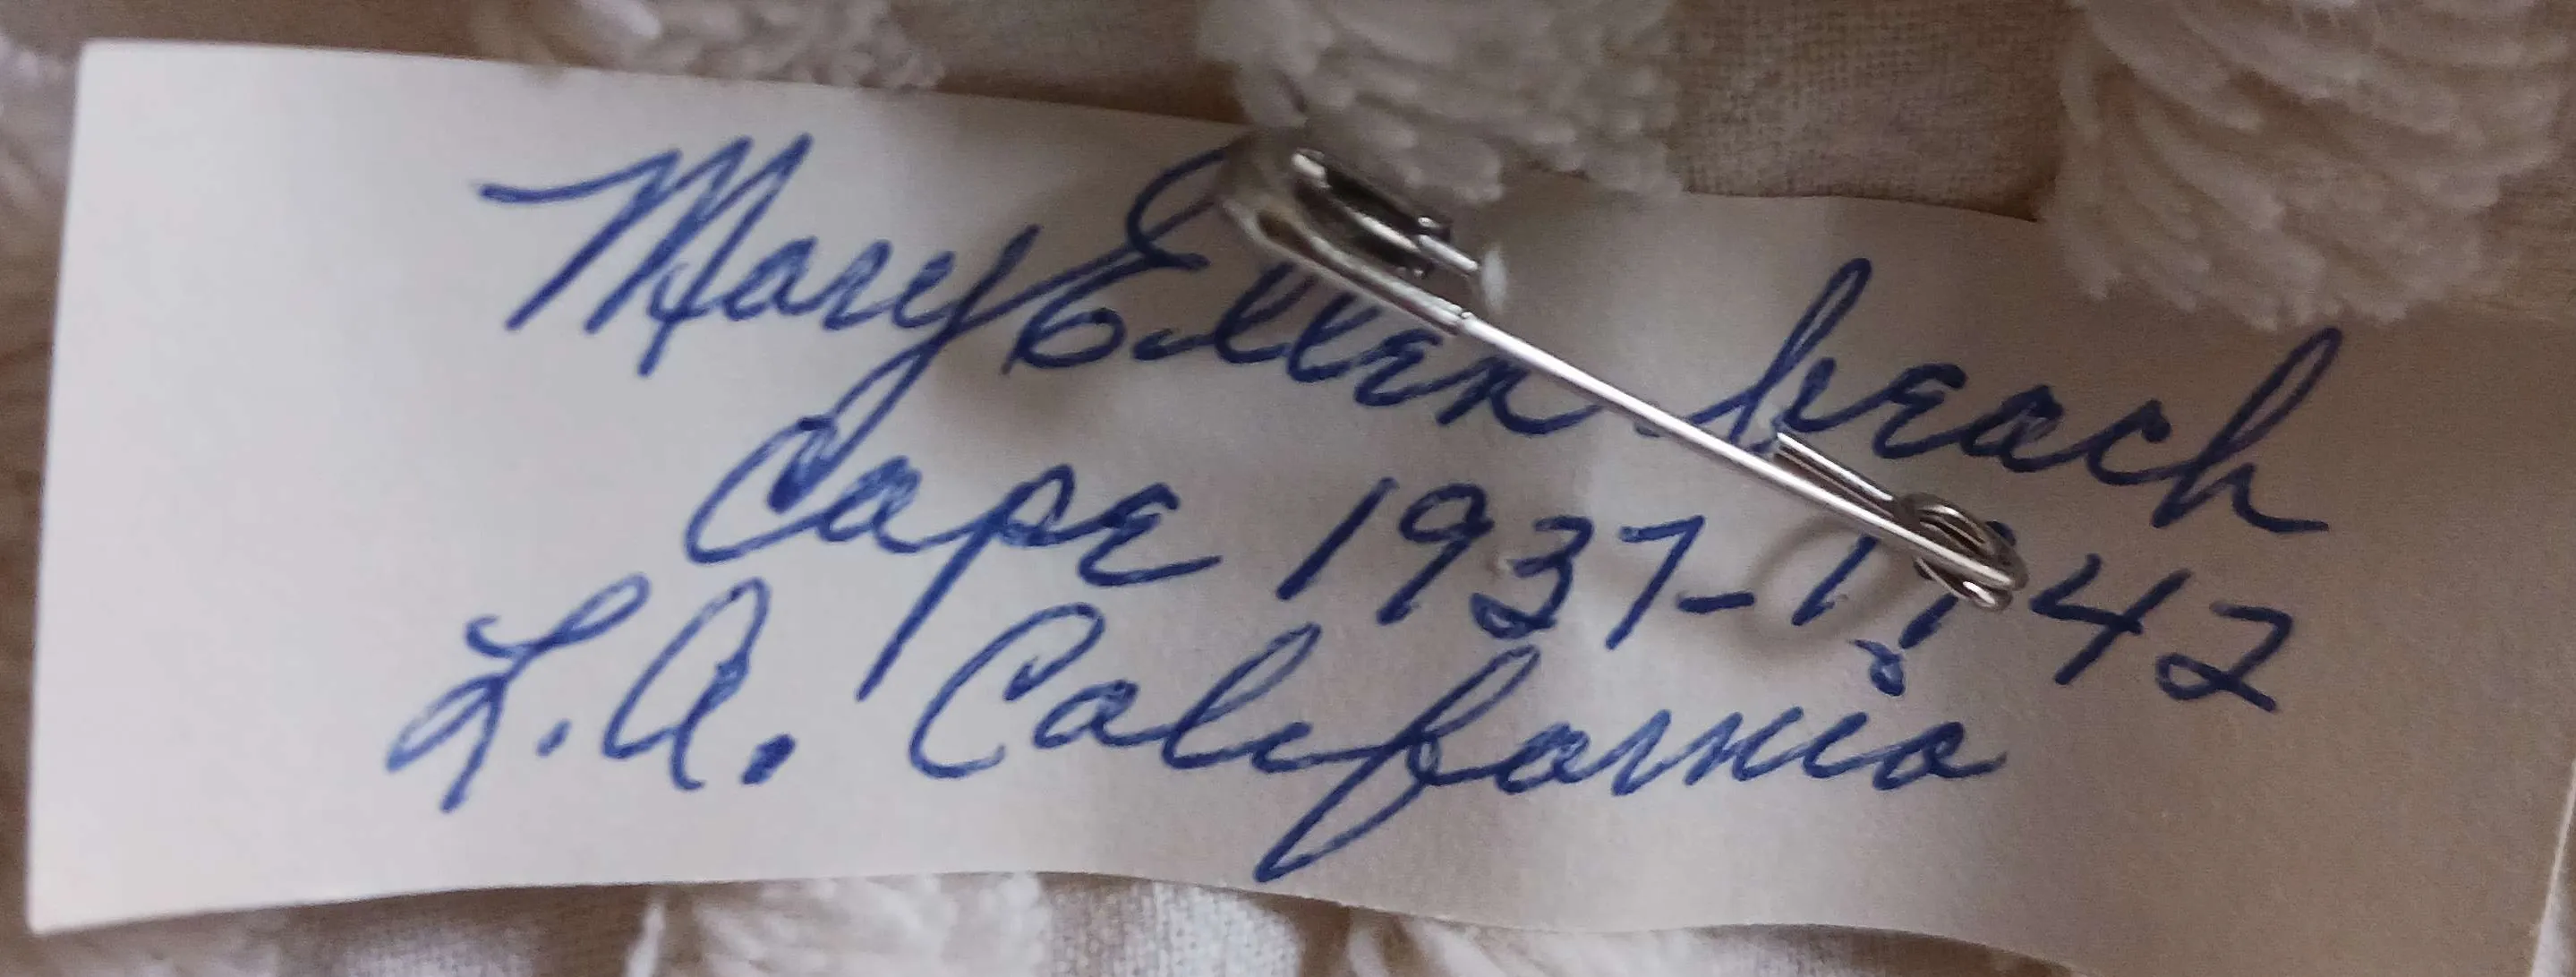 Mary Ellen beach
Cape 1937-1942
L.A. California